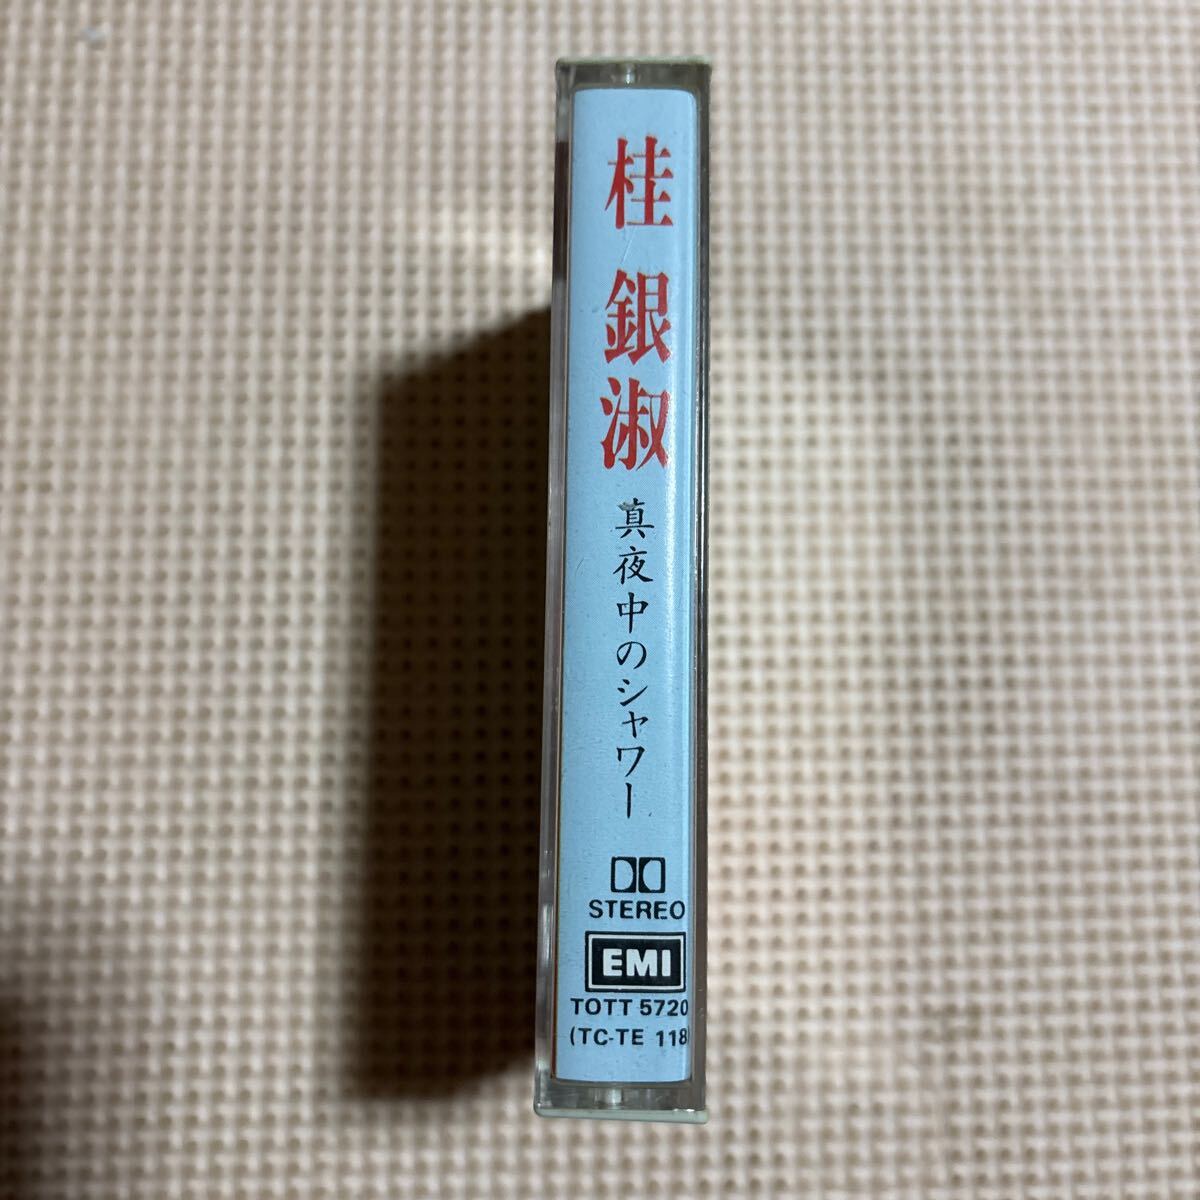 桂 銀淑
真夜中のシャワー
STEREO
EMI
TOTT 5720
(TC-TE 118)